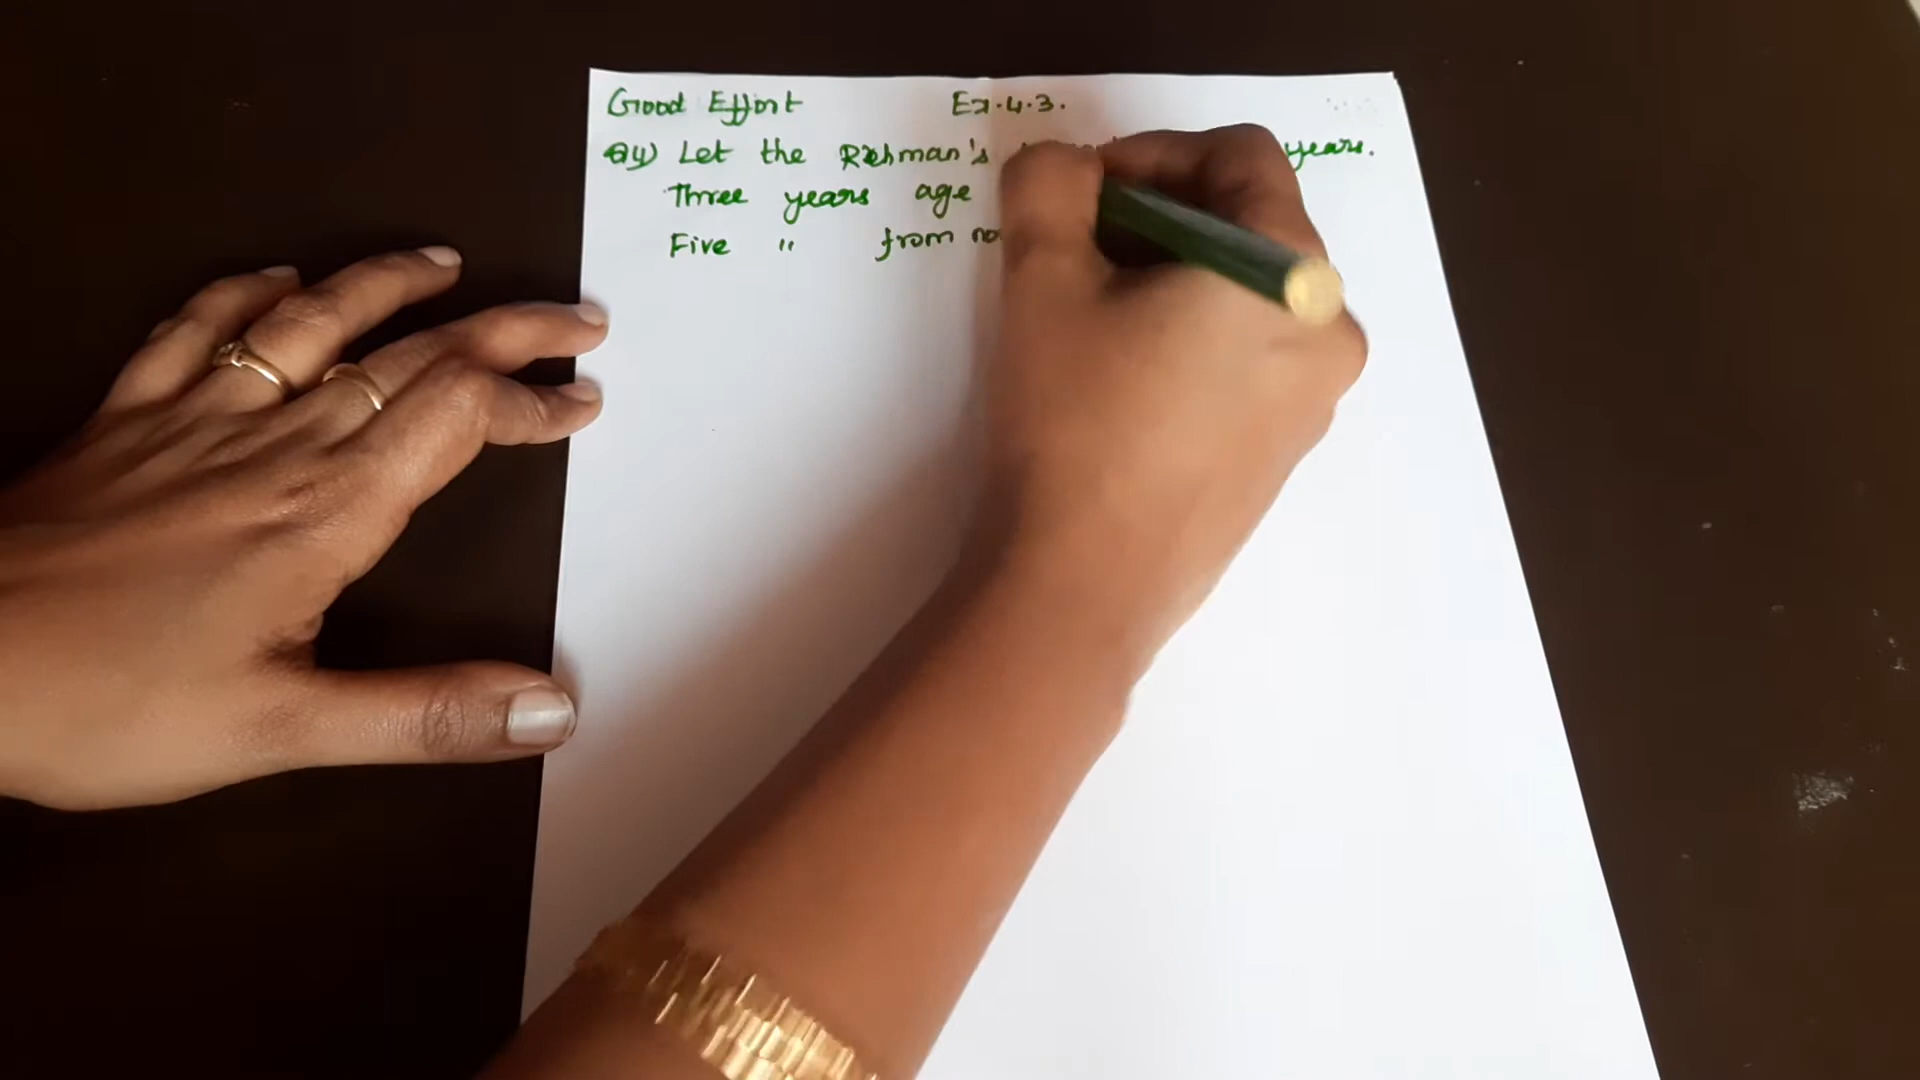 Good Effort Ex.4.3.
Q4) Let the Rehman's years.
Three years age
Five " from